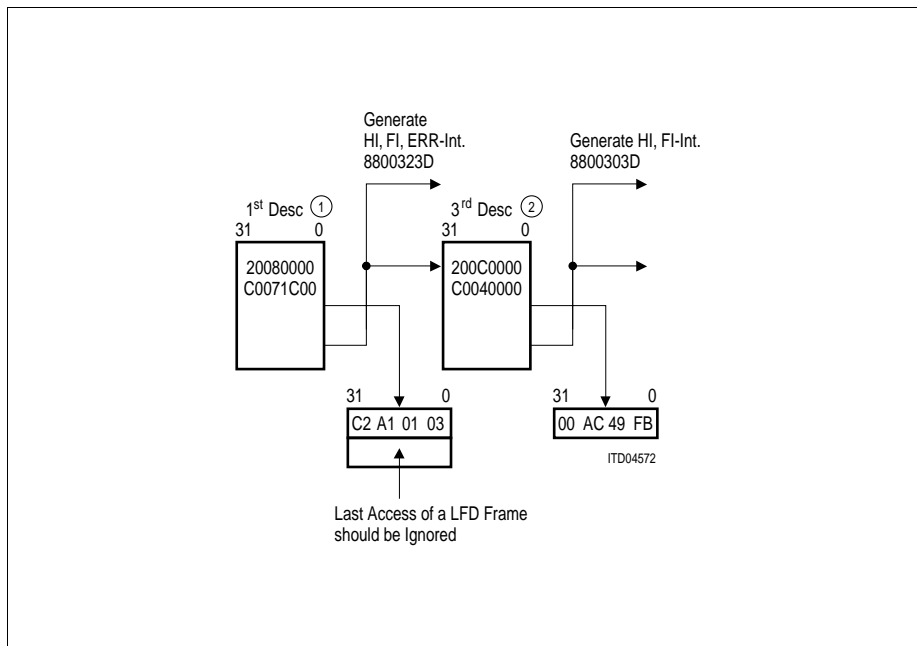 Generate
HI, FI, ERR-Int.
8800323D
Generate HI, FI-Int.
8800303D
1st Desc 1
31 0
20080000
C0071C00
3rd Desc 2
31 0
200C0000
C0040000
31 0
C2 A1 01 03
31 0
00 AC 49 FB
ITD04572
Last Access of a LFD Frame
should be Ignored